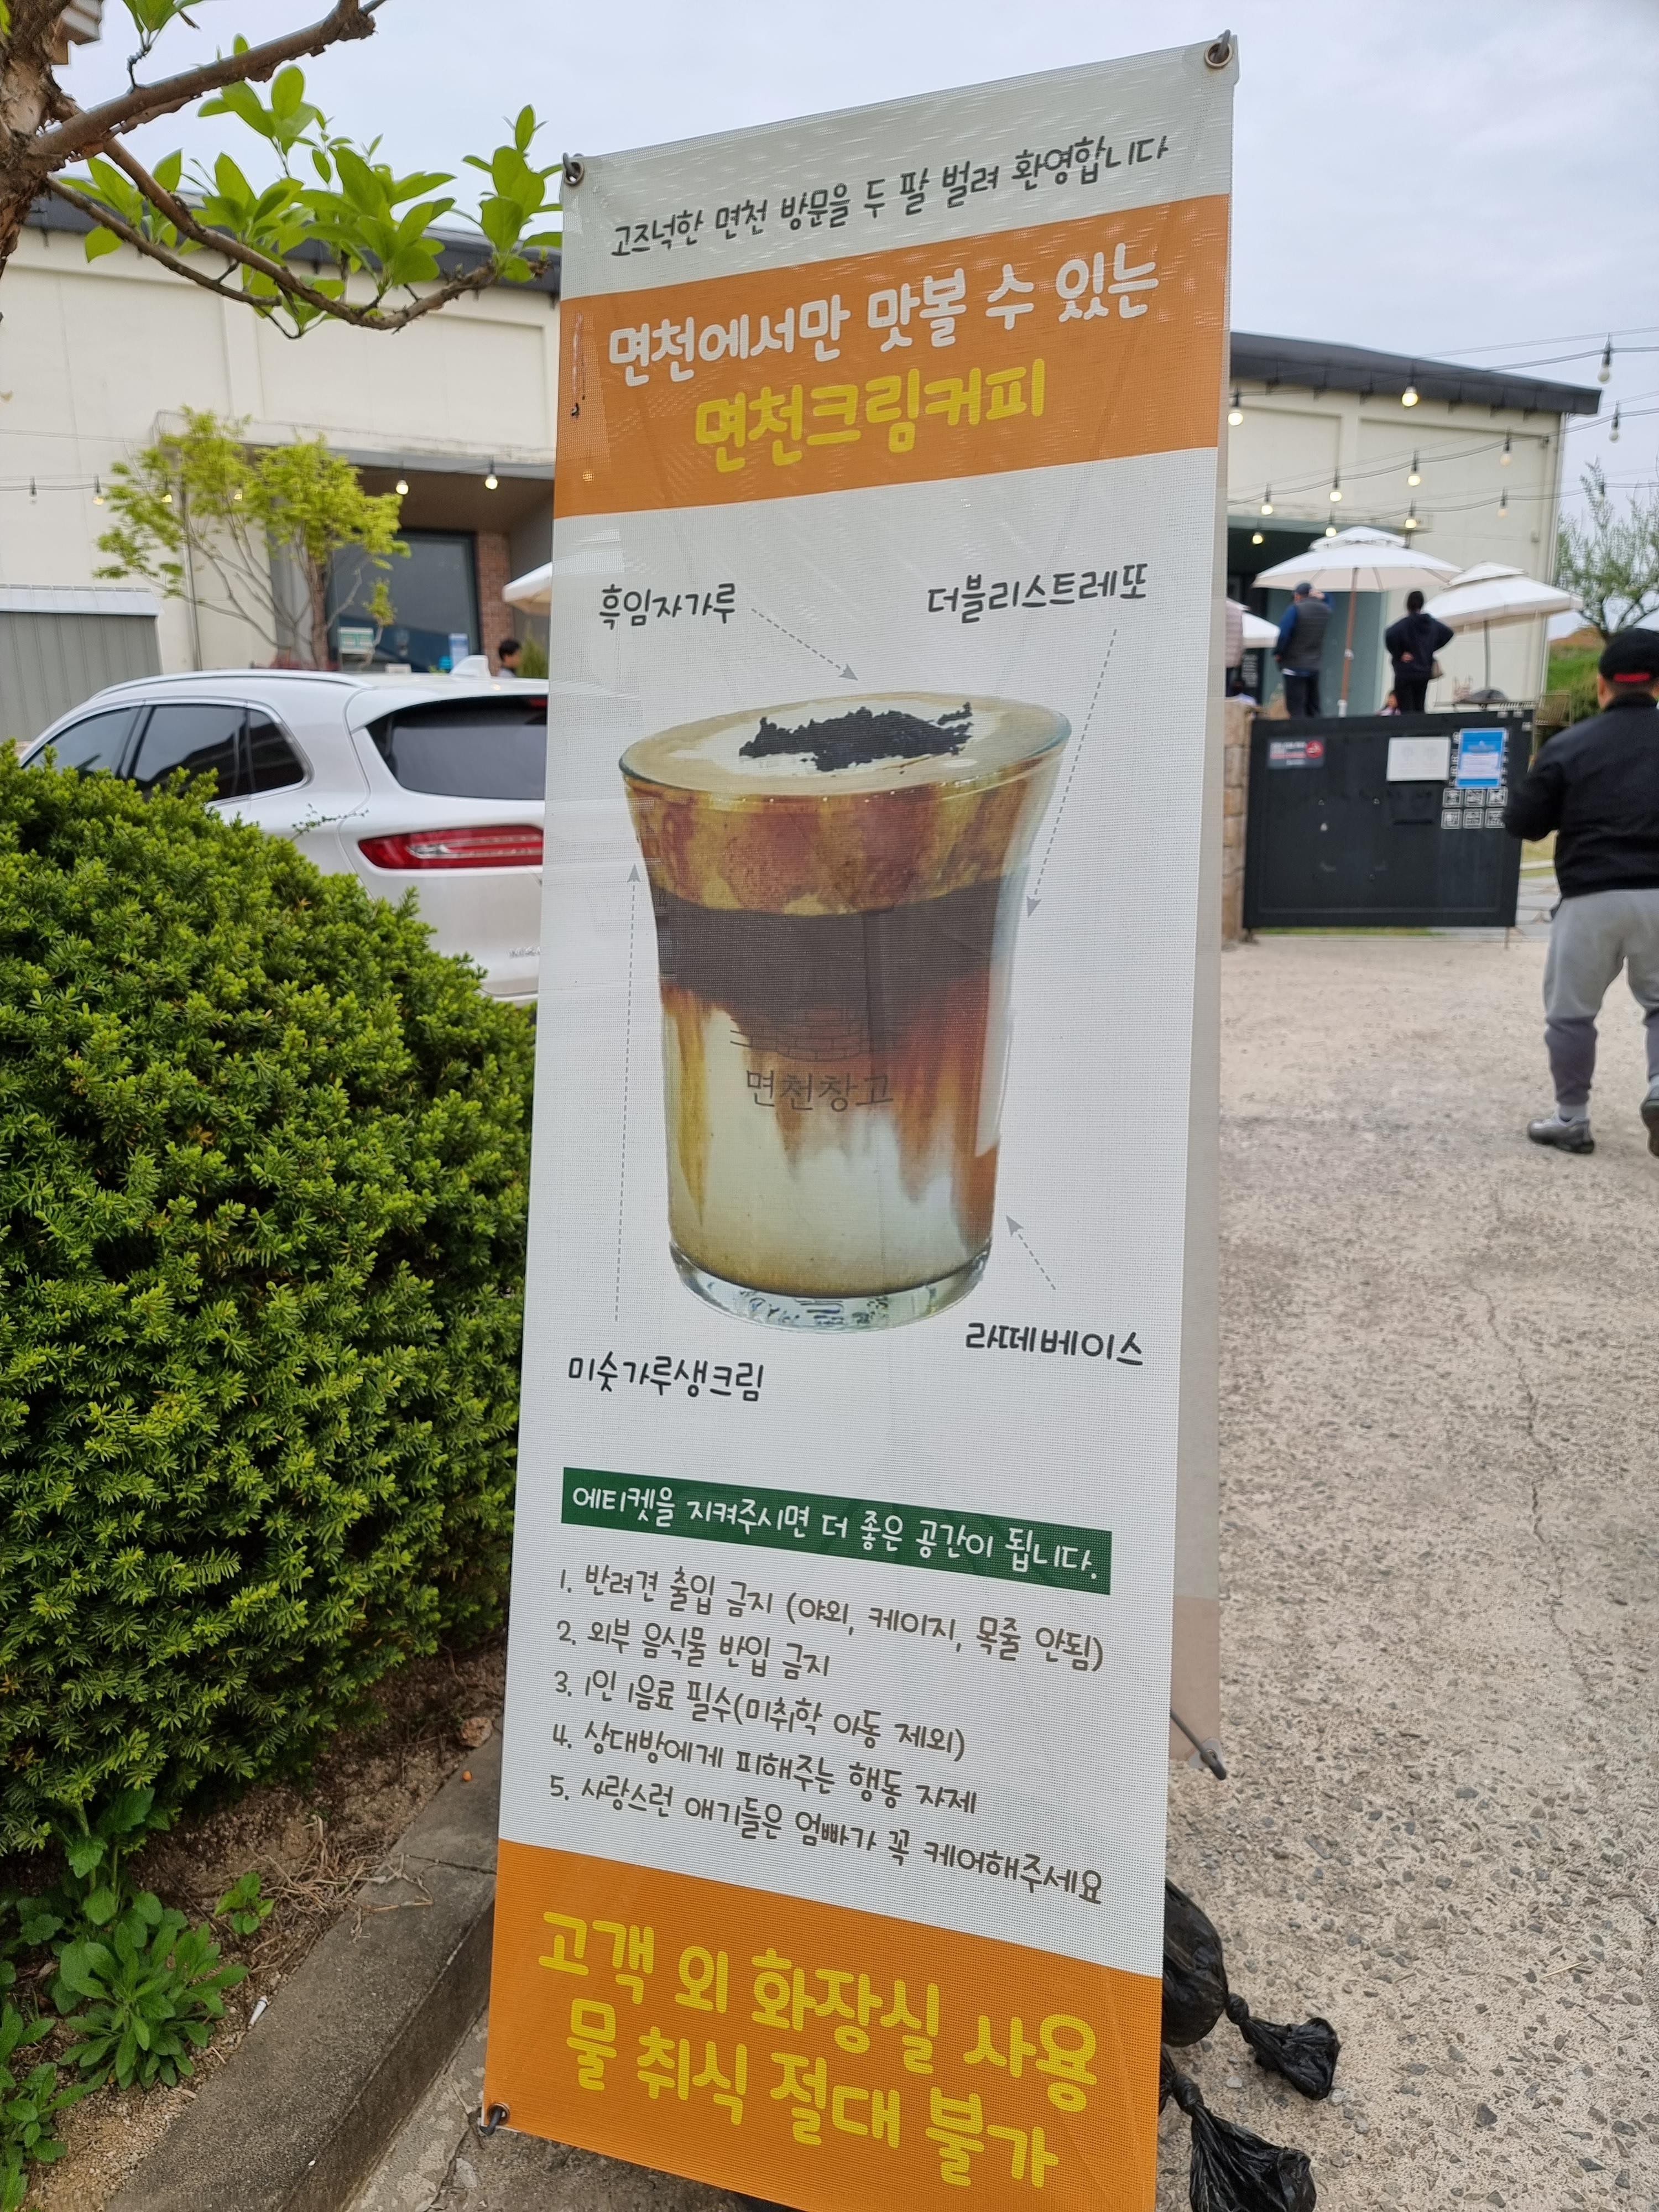 고즈넉한 면천 방문을 두 팔 벌려 환영합니다
면천에서만 맛볼 수 있는
면천크림커피
흑임자가루
더블리스트레또
면천창고
라떼베이스
미숫가루생크림
에티켓을 지켜주시면 더 좋은 공간이 됩니다.
1. 반려견 출입 금지 (야외, 케이지, 목줄 안됨)
2. 외부 음식물 반입 금지
3. 1인 1음료 필수(미취학 아동 제외)
4. 상대방에게 피해주는 행동 자제
5. 사랑스런 애기들은 엄빠가 꼭 케어해주세요
고객 외 화장실 사용
물 취식 절대 불가